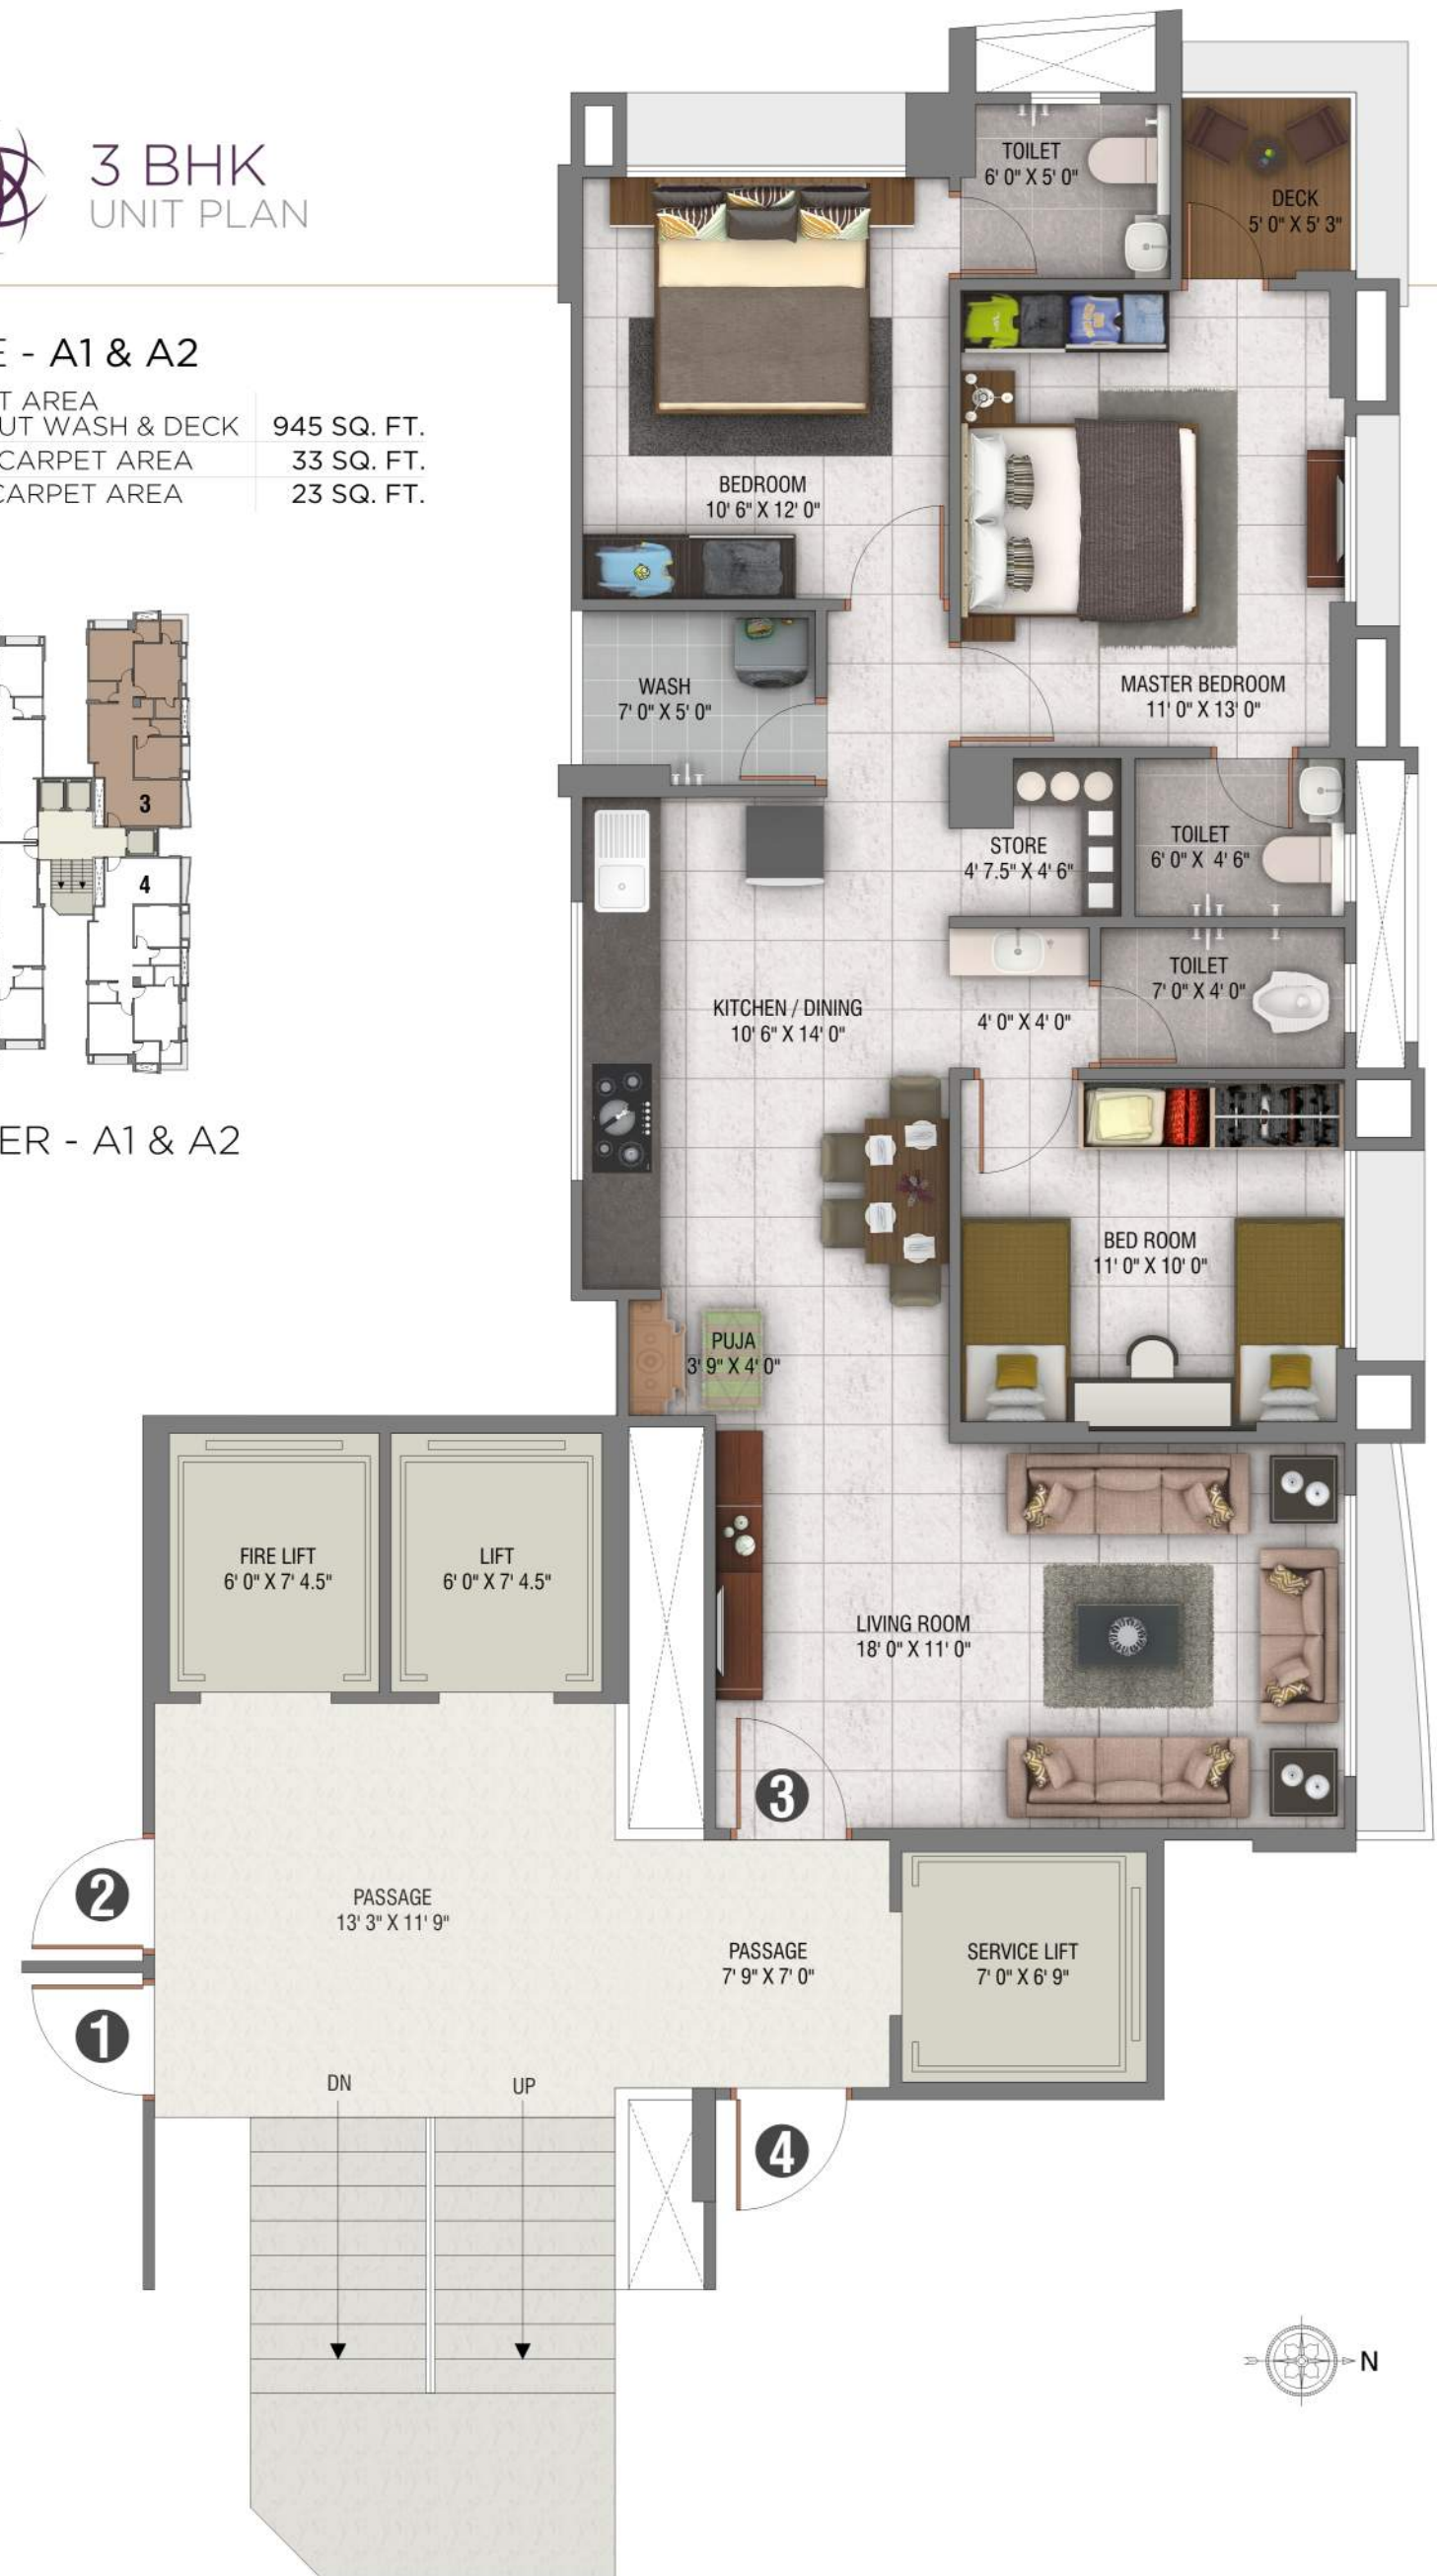 3 BHK
UNIT PLAN
- A1 & A2
AREA
WASH & DECK 945 SQ. FT.
CARPET AREA 33 SQ. FT.
CARPET AREA 23 SQ. FT.
3
4
- A1 & A2
TOILET
6' 0" X 5' 0"
DECK
5' 0" X 5' 3"
BEDROOM
10' 6" X 12' 0"
MASTER BEDROOM
11' 0" X 13' 0"
WASH
7' 0" X 5' 0"
STORE
4' 7.5" X 4' 6"
TOILET
6' 0" X 4' 6"
TOILET
7' 0" X 4' 0"
KITCHEN / DINING
10' 6" X 14' 0"
4' 0" X 4' 0"
BED ROOM
11' 0" X 10' 0"
PUJA
3' 9" X 4' 0"
FIRE LIFT
6' 0" X 7' 4.5"
LIFT
6' 0" X 7' 4.5"
LIVING ROOM
18' 0" X 11' 0"
3
2
PASSAGE
13' 3" X 11' 9"
PASSAGE
7' 9" X 7' 0"
SERVICE LIFT
7' 0" X 6' 9"
1
DN
UP
4
N